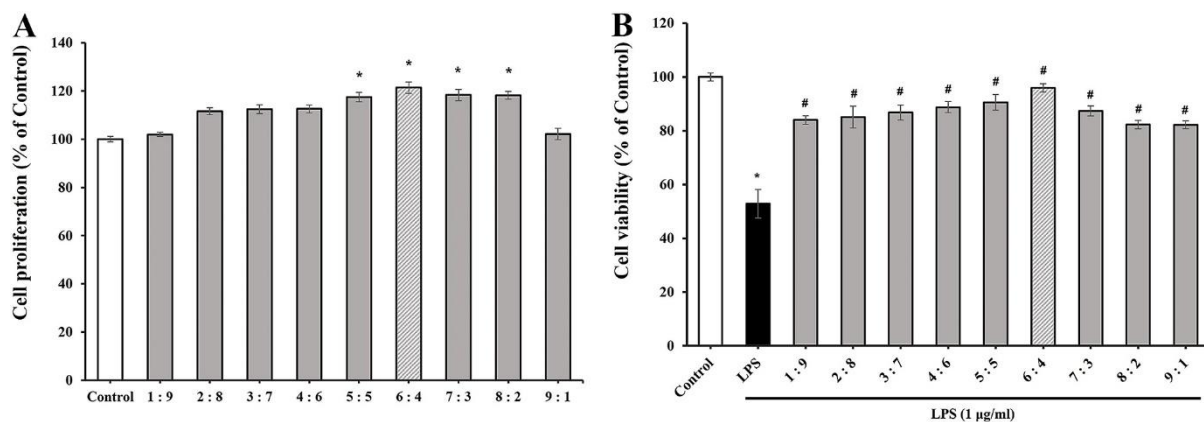 A
Cell proliferation (% of Control)
140
120
100
80
60
40
20
0
* * * *
Control 1 : 9 2 : 8 3 : 7 4 : 6 5 : 5 6 : 4 7 : 3 8 : 2 9 : 1
B
Cell viability (% of Control)
120
100
80
60
40
20
0
* # # # # # # # # #
Control LPS 1 : 9 2 : 8 3 : 7 4 : 6 5 : 5 6 : 4 7 : 3 8 : 2 9 : 1
LPS (1 μg/ml)